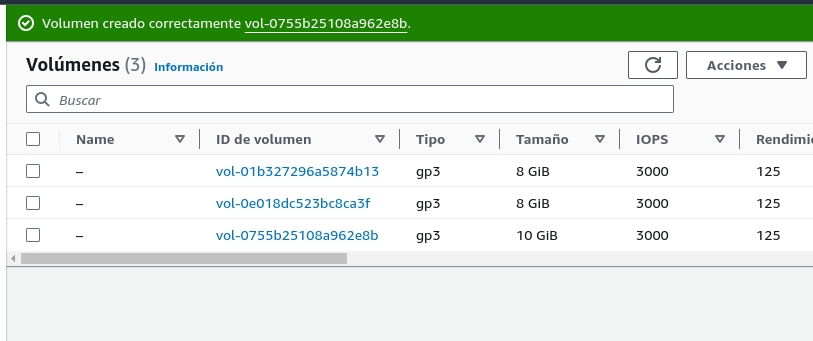 Volumen creado correctamente vol-0755b25108a962e8b.
Volúmenes (3) Información
Acciones
Buscar
Name ID de volumen Tipo Tamaño IOPS
– vol-01b327296a5874b13 gp3 8 GiB 3000 125
– vol-0e018dc523bc8ca3f gp3 8 GiB 3000 125
– vol-0755b25108a962e8b gp3 10 GiB 3000 125